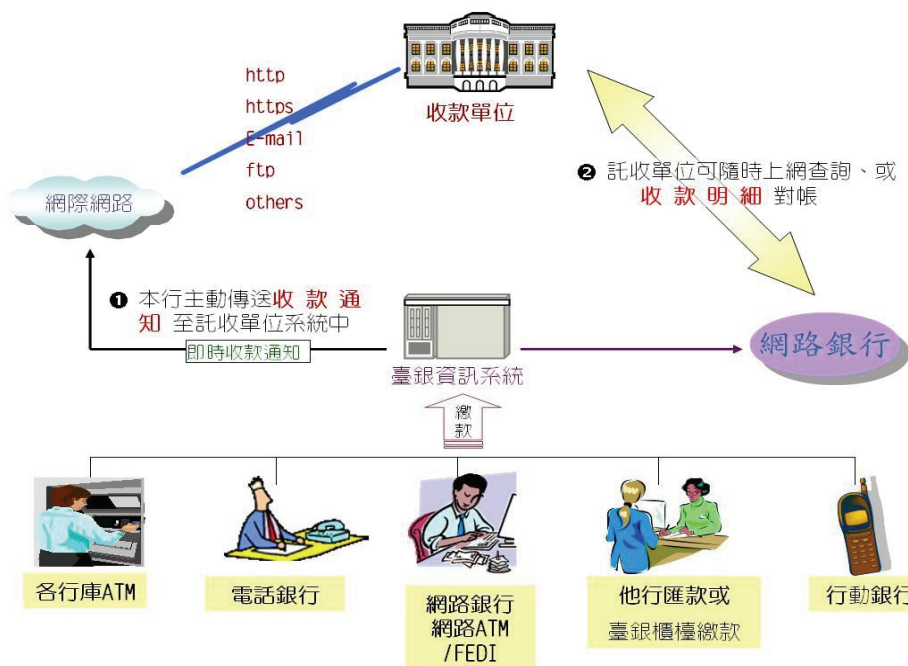 http
https
E-mail
ftp
others
收款單位
網際網路
❷ 託收單位可隨時上網查詢、或
收款明細 對帳
❶ 本行主動傳送收款通
知 至託收單位系統中
即時收款通知
臺銀資訊系統
網路銀行
繳
款
各行庫ATM
電話銀行
網路銀行
網路ATM
/FEDI
他行匯款或
臺銀櫃檯繳款
行動銀行